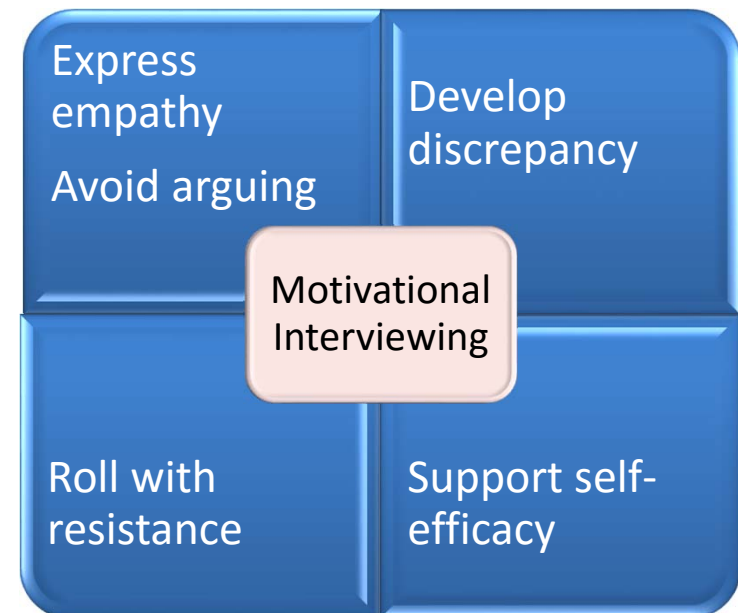 Express
empathy
Avoid arguing
Develop
discrepancy
Motivational
Interviewing
Roll with
resistance
Support self-
efficacy